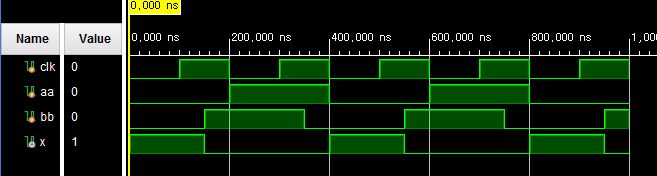 0,000 ns
Name Value 0,000 ns 200,000 ns 400,000 ns 600,000 ns 800,000 ns 1,0
clk 0
aa 0
bb 0
x 1